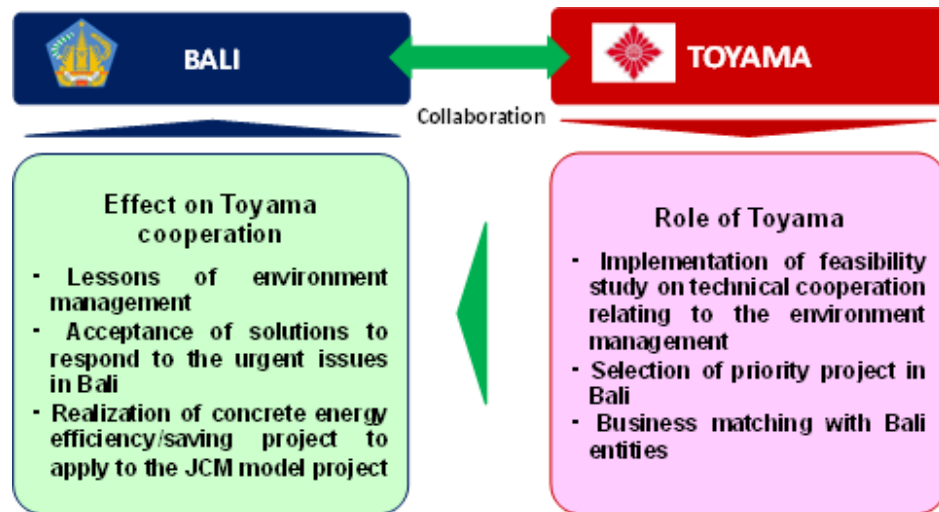 BALI
TOYAMA
Collaboration
Effect on Toyama
cooperation
- Lessons of environment
management
- Acceptance of solutions to
respond to the urgent issues
in Bali
- Realization of concrete energy
efficiency/saving project to
apply to the JCM model project
Role of Toyama
- Implementation of feasibility
study on technical cooperation
relating to the environment
management
- Selection of priority project in
Bali
- Business matching with Bali
entities